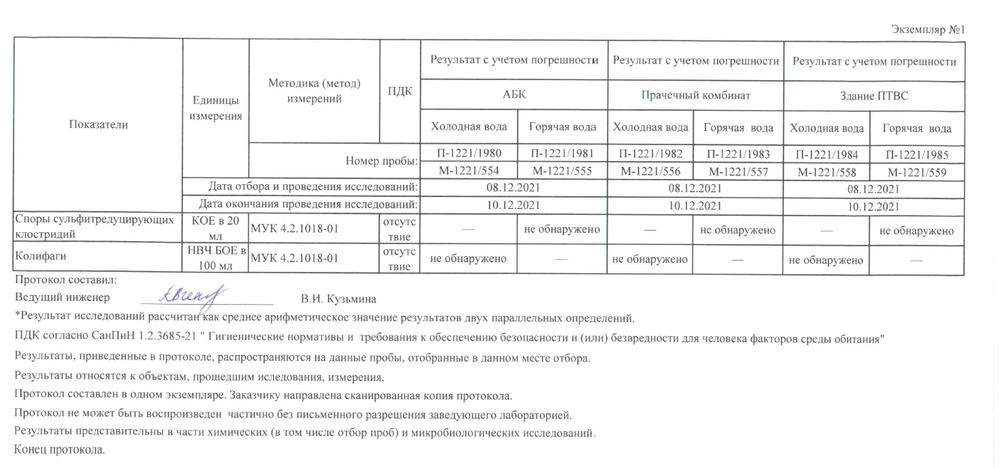 Экземпляр №1
Показатели
Единицы измерения
Методика (метод) измерений
ПДК
Результат с учетом погрешности Результат с учетом погрешности Результат с учетом погрешности
АБК Прачечный комбинат Здание ПТВС
Холодная вода Горячая вода Холодная вода Горячая вода Холодная вода Горячая вода
Номер пробы: П-1221/1980 П-1221/1981 П-1221/1982 П-1221/1983 П-1221/1984 П-1221/1985
М-1221/554 М-1221/555 М-1221/556 М-1221/557 М-1221/558 М-1221/559
Дата отбора и проведения исследований: 08.12.2021 08.12.2021 08.12.2021
Дата окончания проведения исследований: 10.12.2021 10.12.2021 10.12.2021
Споры сульфитредуцирующих клостридий КОЕ в 20 мл МУК 4.2.1018-01 отсутствие — не обнаружено — не обнаружено — не обнаружено
Колифаги НВЧ БОЕ в 100 мл МУК 4.2.1018-01 отсутствие не обнаружено — не обнаружено — не обнаружено —
Протокол составил:
Ведущий инженер В.И. Кузьмина
*Результат исследований рассчитан как среднее арифметическое значение результатов двух параллельных определений.
ПДК согласно СанПиН 1.2.3685-21 " Гигиенические нормативы и требования к обеспечению безопасности и (или) безвредности для человека факторов среды обитания"
Результаты, приведенные в протоколе, распространяются на данные пробы, отобранные в данном месте отбора.
Результаты относятся к объектам, прошедшим иследования, измерения.
Протокол составлен в одном экземпляре. Заказчику направлена сканированная копия протокола.
Протокол не может быть воспроизведен частично без письменного разрешения заведующего лабораторией.
Результаты представительны в части химических (в том числе отбор проб) и микробиологических исследований.
Конец протокола.